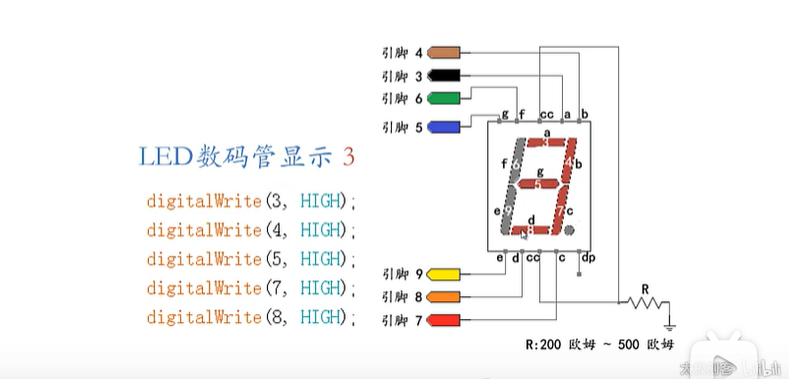 LED数码管显示 3
digitalWrite(3, HIGH);
digitalWrite(4, HIGH);
digitalWrite(5, HIGH);
digitalWrite(7, HIGH);
digitalWrite(8, HIGH);
引脚 4
引脚 3
引脚 6
引脚 5
g f cc a b
a
f b
g
5
e c
d
e d cc c dp
引脚 9
引脚 8
引脚 7
R
R:200 欧姆 ~ 500 欧姆